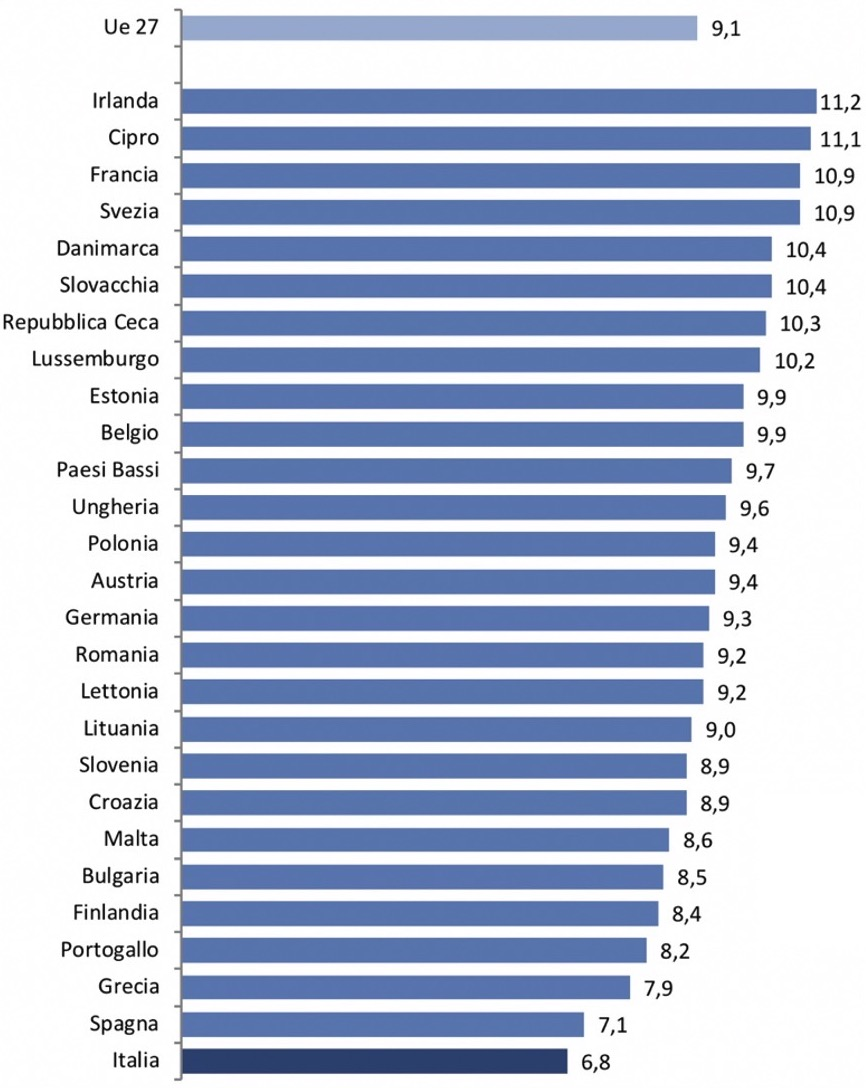 Ue 27 9,1
Irlanda 11,2
Cipro 11,1
Francia 10,9
Svezia 10,9
Danimarca 10,4
Slovacchia 10,4
Repubblica Ceca 10,3
Lussemburgo 10,2
Estonia 9,9
Belgio 9,9
Paesi Bassi 9,7
Ungheria 9,6
Polonia 9,4
Austria 9,4
Germania 9,3
Romania 9,2
Lettonia 9,2
Lituania 9,0
Slovenia 8,9
Croazia 8,9
Malta 8,6
Bulgaria 8,5
Finlandia 8,4
Portogallo 8,2
Grecia 7,9
Spagna 7,1
Italia 6,8